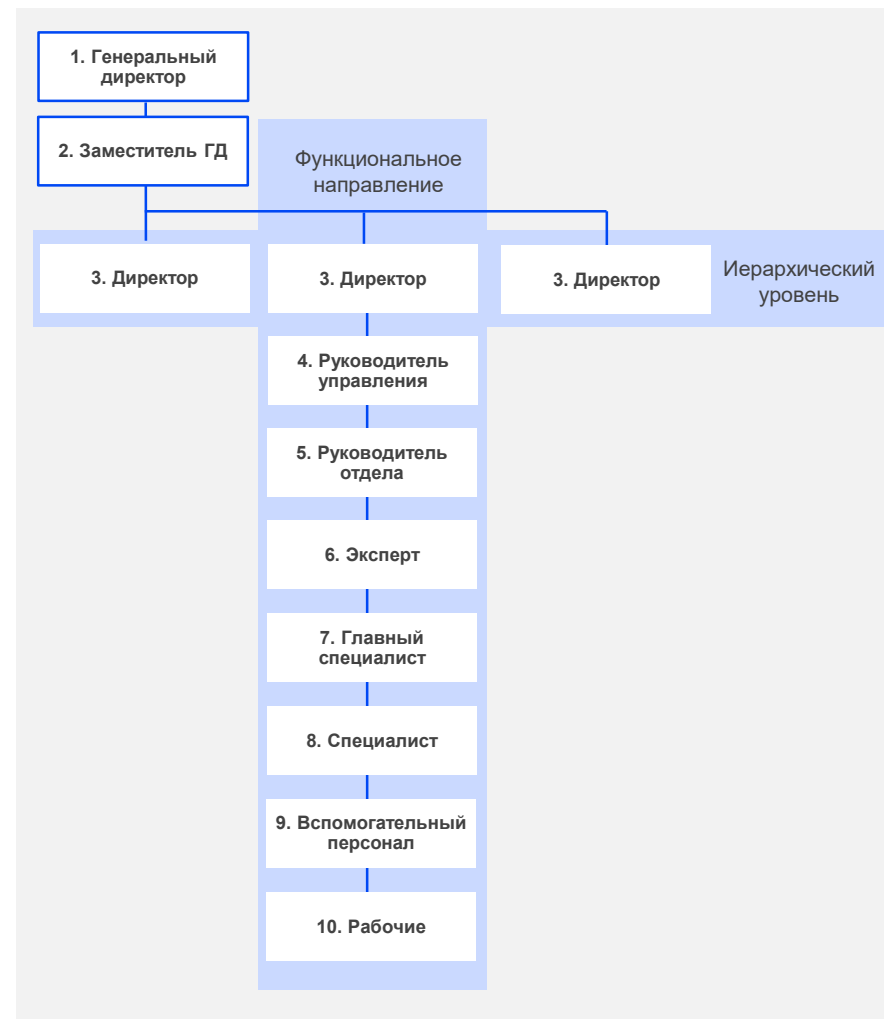 1. Генеральный
директор
2. Заместитель ГД
Функциональное
направление
3. Директор
3. Директор
3. Директор
Иерархический
уровень
4. Руководитель
управления
5. Руководитель
отдела
6. Эксперт
7. Главный
специалист
8. Специалист
9. Вспомогательный
персонал
10. Рабочие